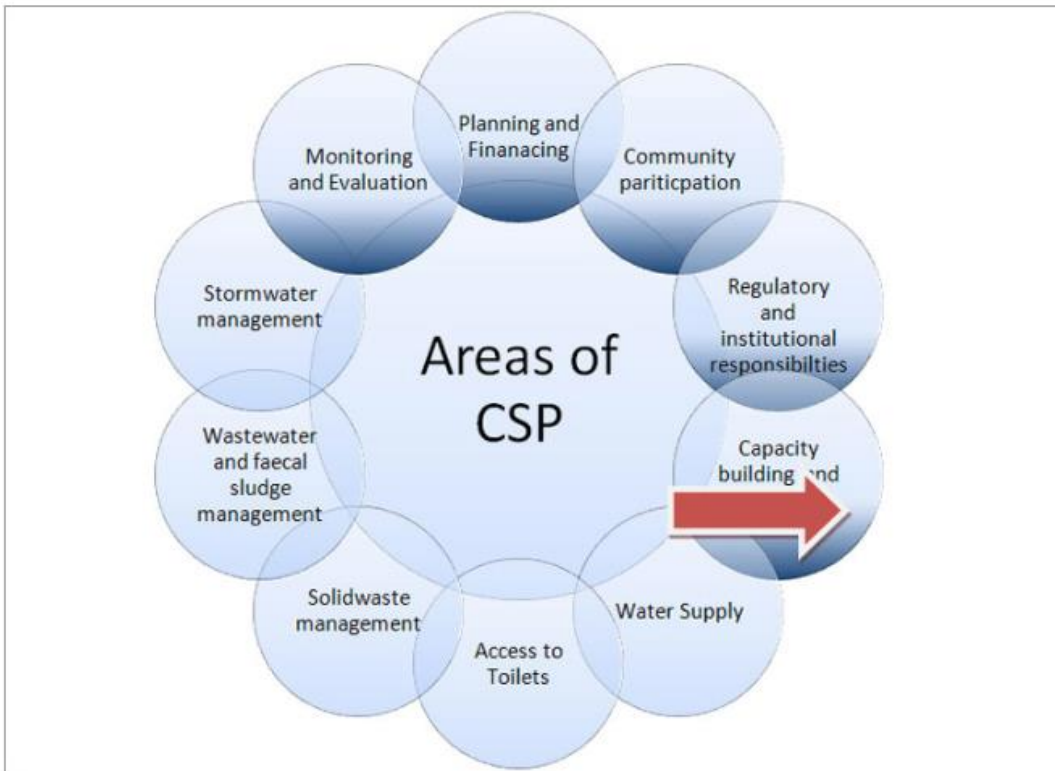 Planning and
Finanacing
Community
pariticpation
Regulatory
and
institutional
responsibilties
Capacity
building and
Water Supply
Access to
Toilets
Solidwaste
management
Wastewater
and faecal
sludge
management
Stormwater
management
Monitoring
and Evaluation
Areas of
CSP